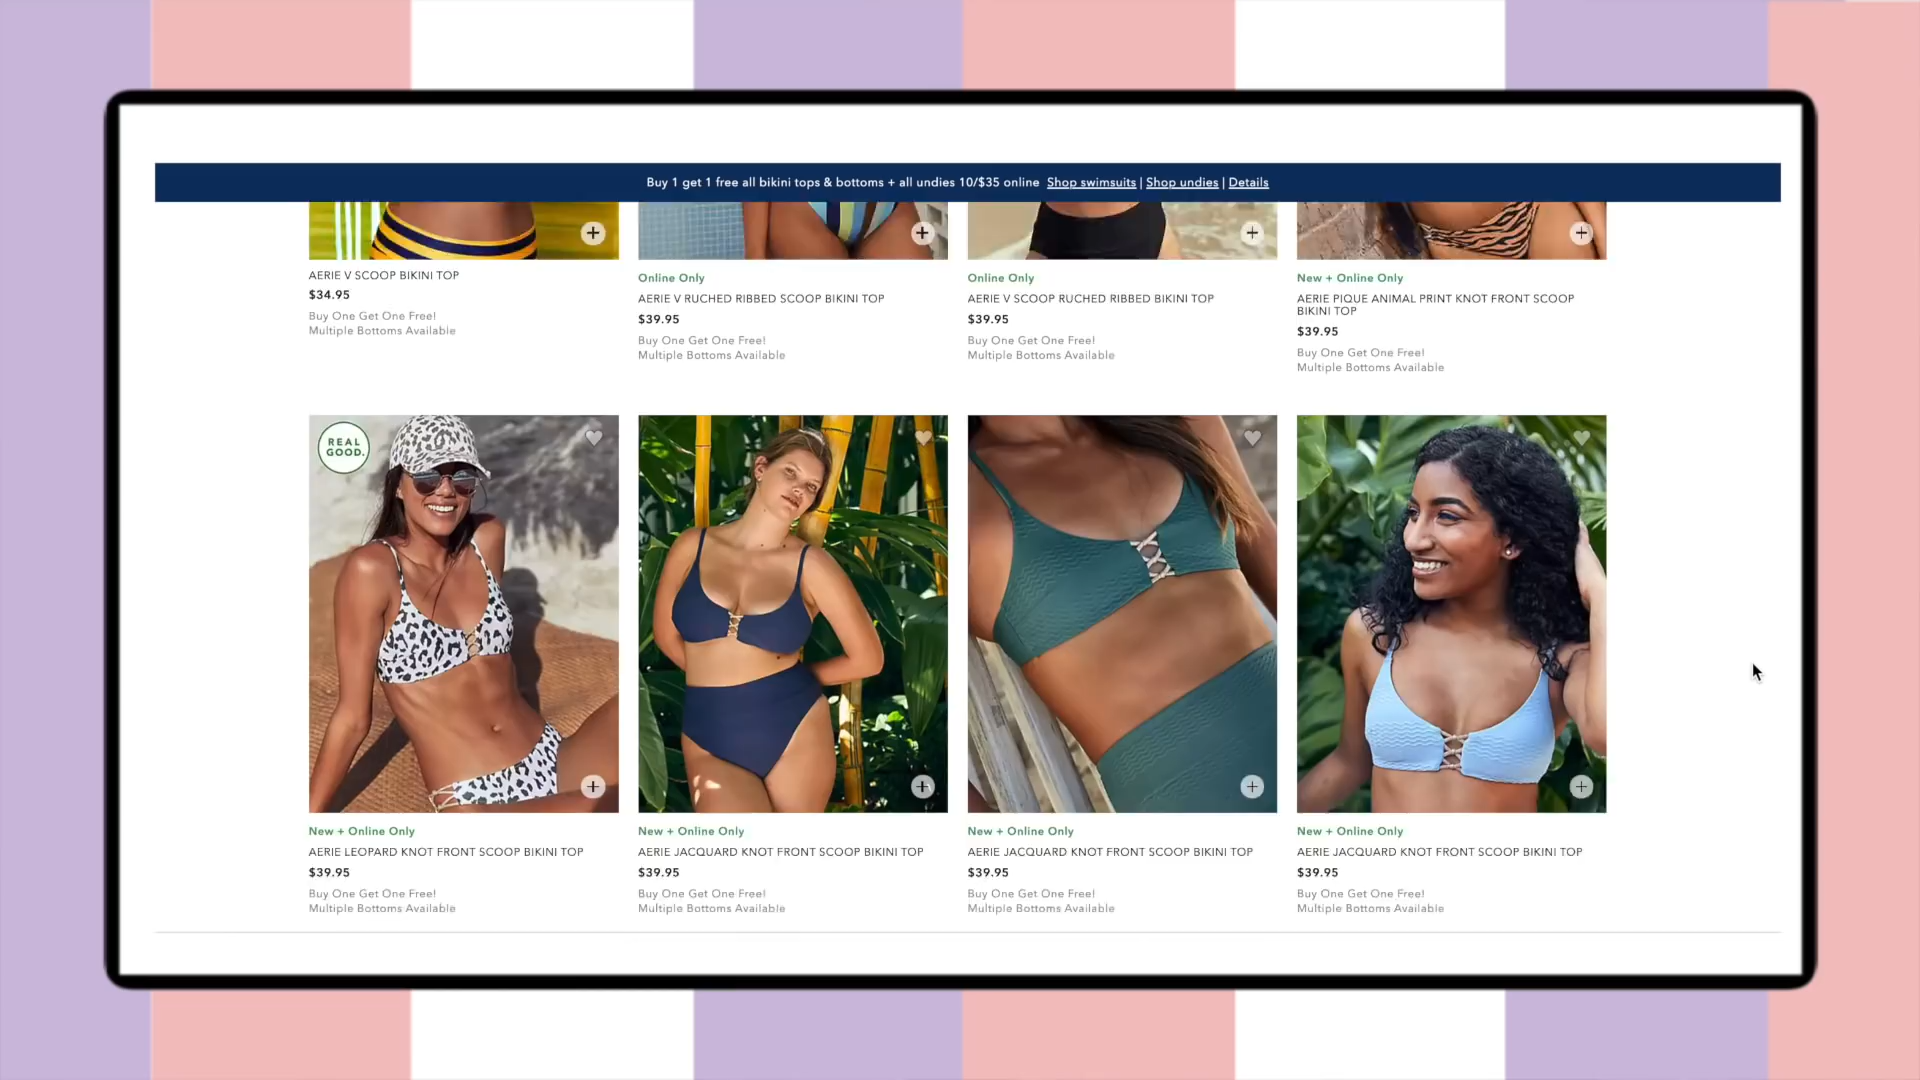 Buy 1 get 1 free all bikini tops & bottoms + all undies 10/$35 online Shop swimsuits | Shop undies | Details
AERIE V SCOOP BIKINI TOP
$34.95
Buy One Get One Free!
Multiple Bottoms Available
Online Only
AERIE V RUCHED RIBBED SCOOP BIKINI TOP
$39.95
Buy One Get One Free!
Multiple Bottoms Available
Online Only
AERIE V SCOOP RUCHED RIBBED BIKINI TOP
$39.95
Buy One Get One Free!
Multiple Bottoms Available
New + Online Only
AERIE PIQUE ANIMAL PRINT KNOT FRONT SCOOP
BIKINI TOP
$39.95
Buy One Get One Free!
Multiple Bottoms Available
REAL
GOOD.
New + Online Only
AERIE LEOPARD KNOT FRONT SCOOP BIKINI TOP
$39.95
Buy One Get One Free!
Multiple Bottoms Available
New + Online Only
AERIE JACQUARD KNOT FRONT SCOOP BIKINI TOP
$39.95
Buy One Get One Free!
Multiple Bottoms Available
New + Online Only
AERIE JACQUARD KNOT FRONT SCOOP BIKINI TOP
$39.95
Buy One Get One Free!
Multiple Bottoms Available
New + Online Only
AERIE JACQUARD KNOT FRONT SCOOP BIKINI TOP
$39.95
Buy One Get One Free!
Multiple Bottoms Available